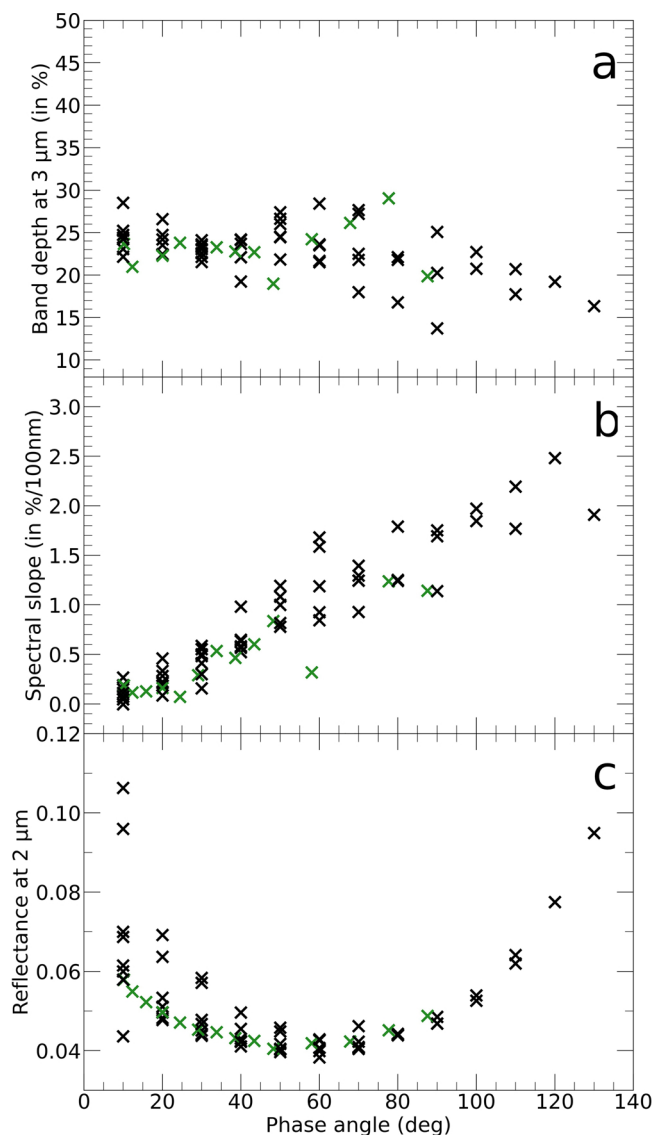 50
a
45
40
35
30
25
20
15
10
Band depth at 3 µm (in %)
b
3.0
2.5
2.0
1.5
1.0
0.5
0.0
Spectral slope (in %/100nm)
0.12
c
0.10
0.08
0.06
0.04
Reflectance at 2 µm
0 20 40 60 80 100 120 140
Phase angle (deg)